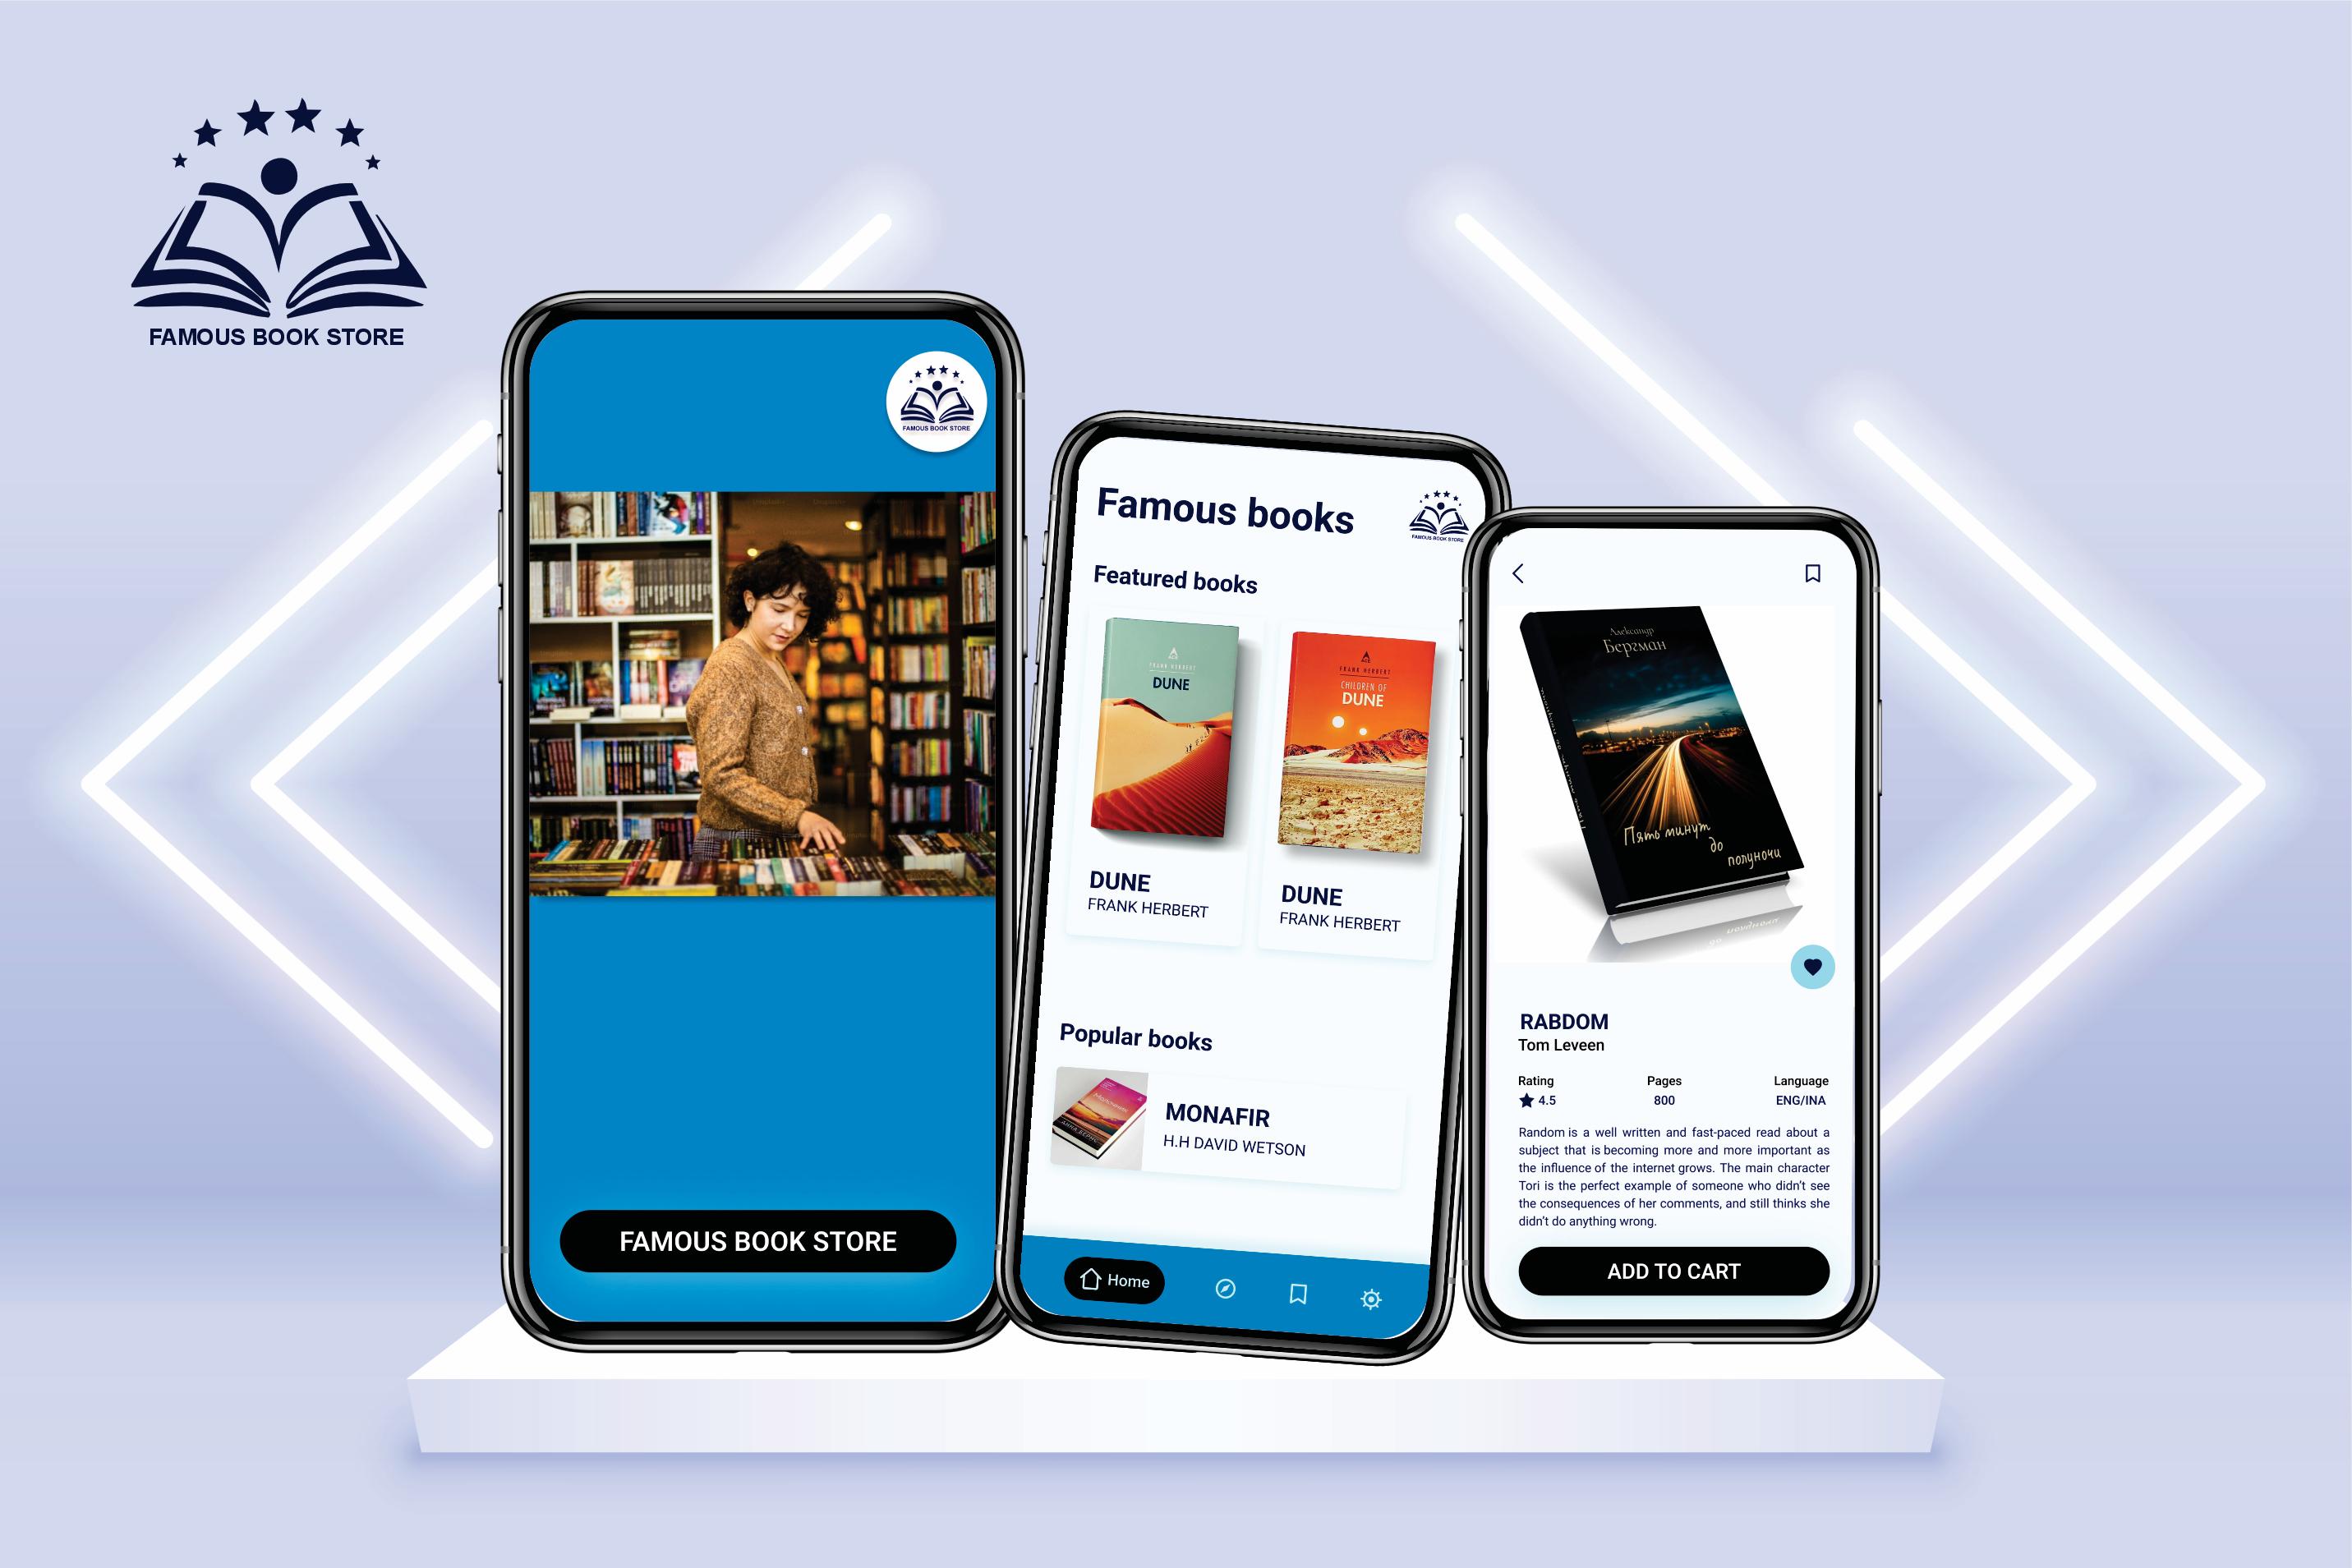 FAMOUS BOOK STORE
FAMOUS BOOK STORE
FAMOUS BOOK STORE
Famous books
FAMOUS BOOK STORE
Featured books
FRANK HERBERT
DUNE
FRANK HERBERT
CHILDREN OF
DUNE
DUNE
FRANK HERBERT
DUNE
FRANK HERBERT
Popular books
MONAFIR
H.H DAVID WETSON
Home
Александр
Бергман
Пять минут
до
полуночи
RABDOM
Tom Leveen
Rating
Pages
Language
4.5
800
ENG/INA
Random is a well written and fast-paced read about a
subject that is becoming more and more important as
the influence of the internet grows. The main character
Tori is the perfect example of someone who didn't see
the consequences of her comments, and still thinks she
didn't do anything wrong.
ADD TO CART